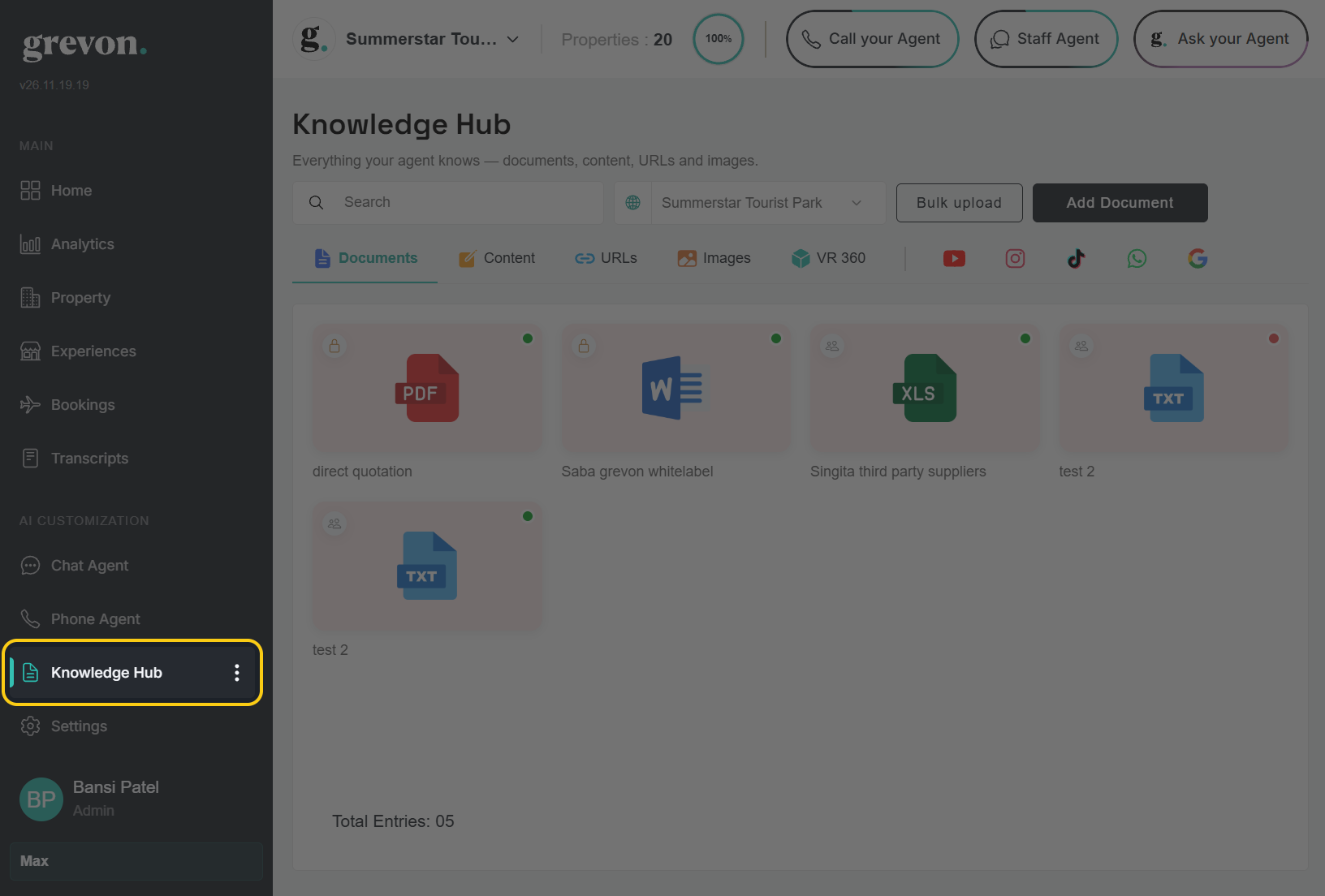 grevon.
v26.11.19.19
MAIN
Home
Analytics
Property
Experiences
Bookings
Transcripts
AI CUSTOMIZATION
Chat Agent
Phone Agent
Knowledge Hub
Settings
BP
Bansi Patel
Admin
Max
g.
Summerstar Tou...
Properties : 20
100%
Call your Agent
Staff Agent
g. Ask your Agent
Knowledge Hub
Everything your agent knows — documents, content, URLs and images.
Search
Summerstar Tourist Park
Bulk upload
Add Document
Documents
Content
URLs
Images
VR 360
PDF
W
XLS
TXT
direct quotation
Saba grevon whitelabel
Singita third party suppliers
test 2
TXT
test 2
Total Entries: 05